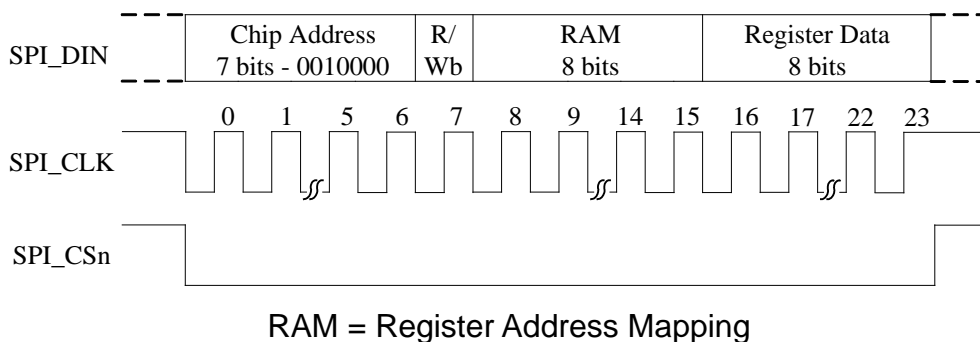 SPI_DIN
Chip Address R/ RAM Register Data
7 bits - 0010000 Wb 8 bits 8 bits
0 1 5 6 7 8 9 14 15 16 17 22 23
SPI_CLK
SPI_CSn
RAM = Register Address Mapping